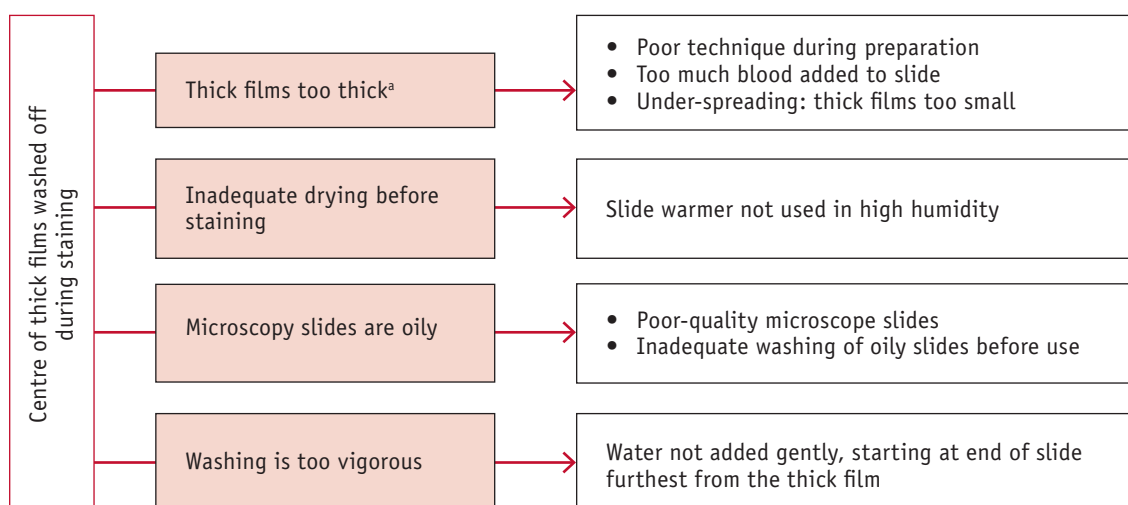 Centre of thick films washed off
during staining
Thick films too thickᵃ
• Poor technique during preparation
• Too much blood added to slide
• Under-spreading: thick films too small
Inadequate drying before
staining
Slide warmer not used in high humidity
Microscopy slides are oily
• Poor-quality microscope slides
• Inadequate washing of oily slides before use
Washing is too vigorous
Water not added gently, starting at end of slide
furthest from the thick film